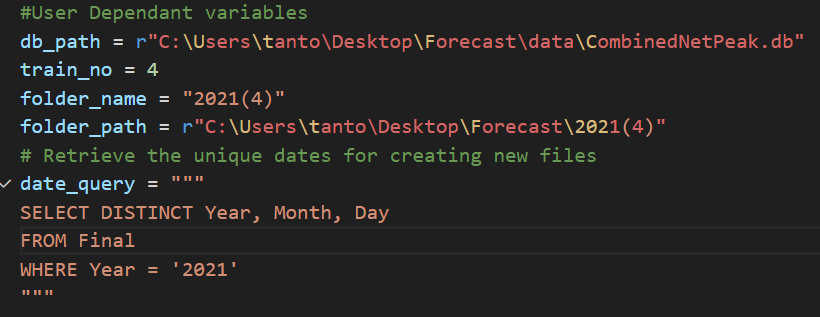 #User Dependant variables
db_path = r"C:\Users\tanto\Desktop\Forecast\data\CombinedNetPeak.db"
train_no = 4
folder_name = "2021(4)"
folder_path = r"C:\Users\tanto\Desktop\Forecast\2021(4)"
# Retrieve the unique dates for creating new files
date_query = """
SELECT DISTINCT Year, Month, Day
FROM Final
WHERE Year = '2021'
"""